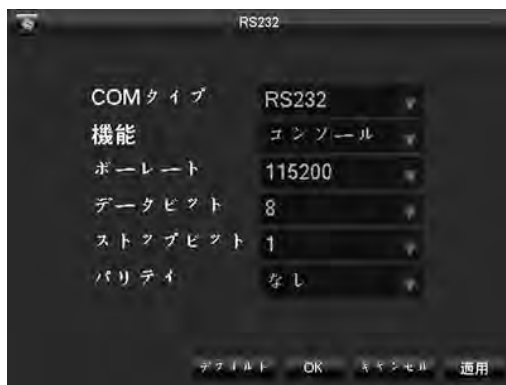 RS232
COMタイプ RS232
機能 コンソール
ボーレート 115200
データビット 8
ストップビット 1
パリティ なし
デフォルト OK キャンセル 適用